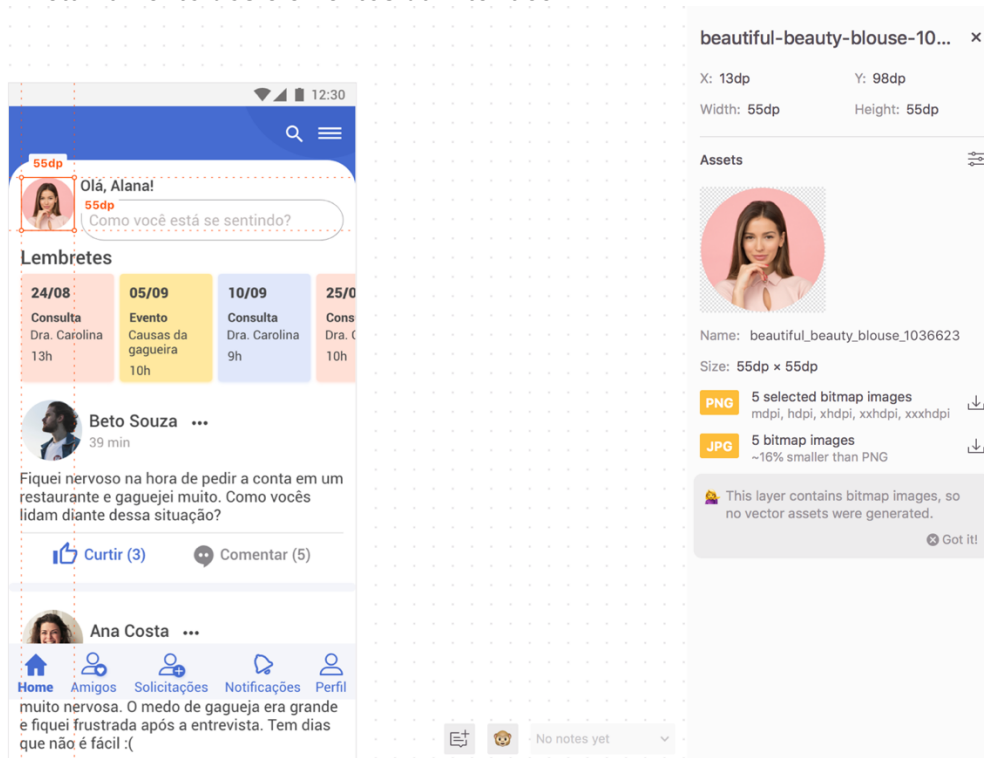 beautiful-beauty-blouse-10...
X: 13dp
Y: 98dp
Width: 55dp
Height: 55dp
Assets
Name: beautiful_beauty_blouse_1036623
Size: 55dp × 55dp
PNG
5 selected bitmap images
mdpi, hdpi, xhdpi, xxhdpi, xxxhdpi
JPG
5 bitmap images
~16% smaller than PNG
This layer contains bitmap images, so
no vector assets were generated.
Got it!
12:30
55dp
Olá, Alana!
55dp
Como você está se sentindo?
Lembretes
24/08
Consulta
Dra. Carolina
13h
05/09
Evento
Causas da
gagueira
10h
10/09
Consulta
Dra. Carolina
9h
25/0
Cons
Dra. C
10h
Beto Souza
39 min
Fiquei nervoso na hora de pedir a conta em um
restaurante e gaguejei muito. Como vocês
lidam diante dessa situação?
Curtir (3)
Comentar (5)
Ana Costa
Home
Amigos
Solicitações
Notificações
Perfil
muito nervosa. O medo de gagueja era grande
e fiquei frustrada após a entrevista. Tem dias
que não é fácil :(
No notes yet